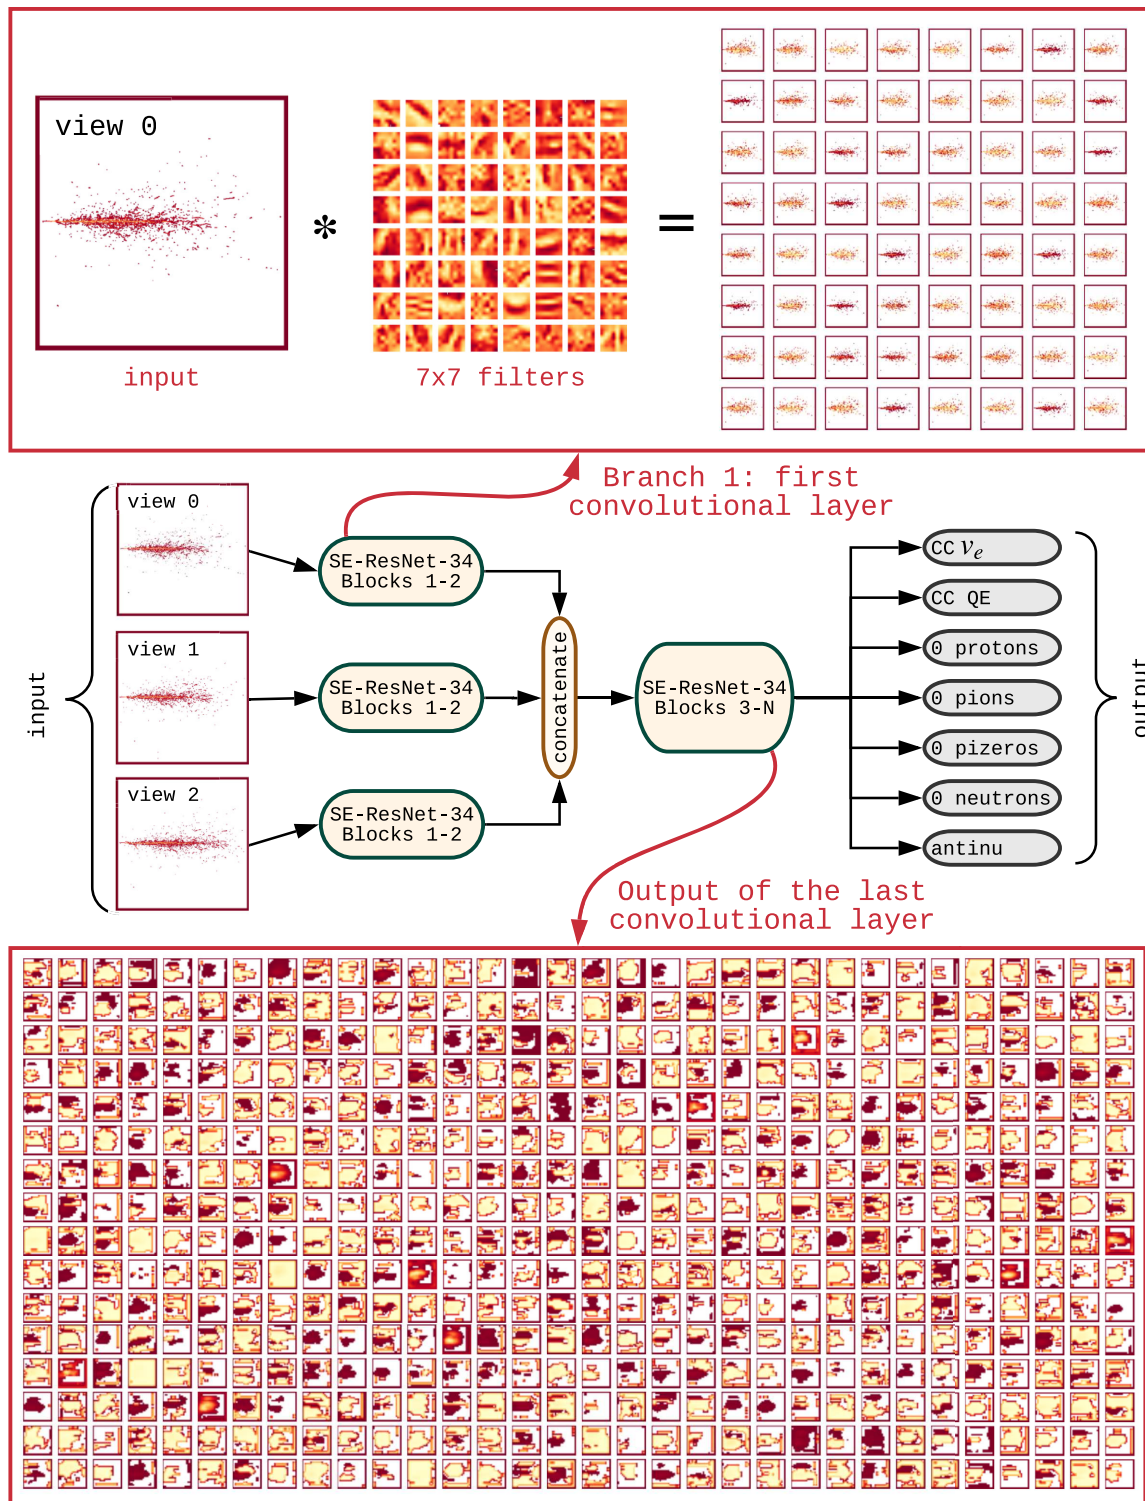 view 0
*
=
input
7x7 filters
Branch 1: first
convolutional layer
input
view 0
view 1
view 2
SE-ResNet-34
Blocks 1-2
SE-ResNet-34
Blocks 1-2
SE-ResNet-34
Blocks 1-2
concatenate
SE-ResNet-34
Blocks 3-N
CC νe
CC QE
0 protons
0 pions
0 pizeros
0 neutrons
antinu
output
Output of the last
convolutional layer